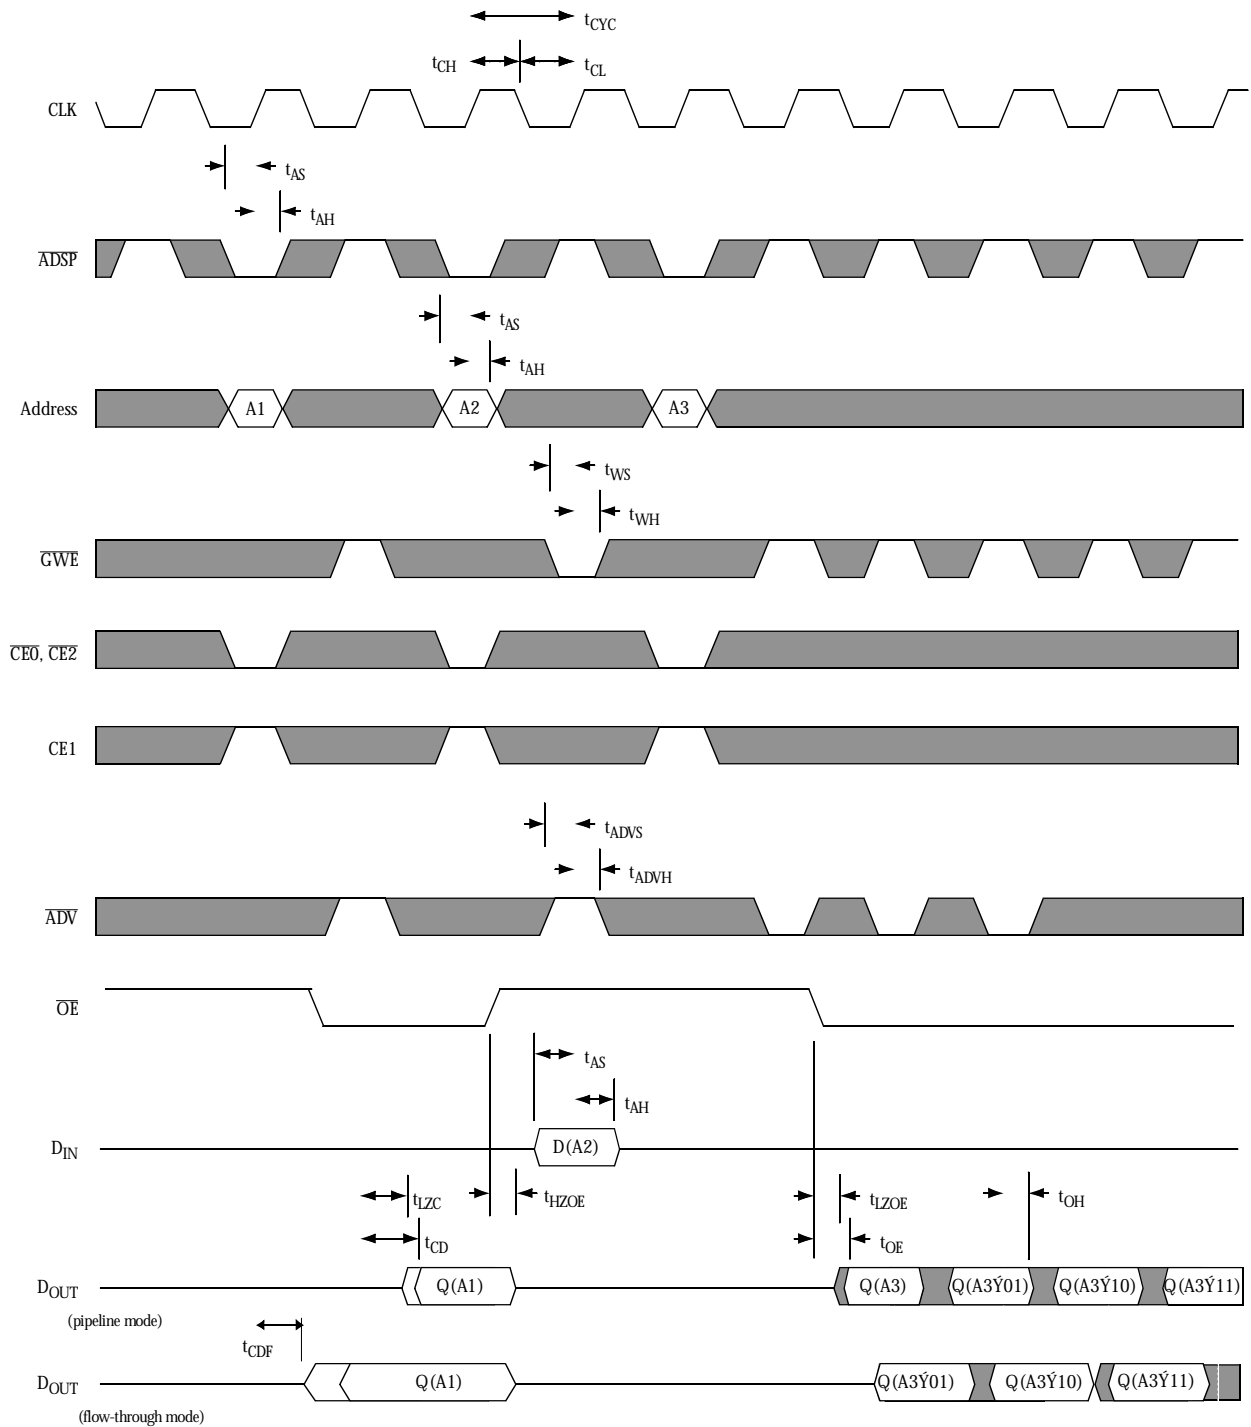 tCYC
tCH tCL
CLK
tAS
tAH
ADSP
tAS
tAH
Address A1 A2 A3
tWS
tWH
GWE
CE0, CE2
CE1
tADVS
tADVH
ADV
OE
tAS
tAH
DIN D(A2)
tLZC tHZOE tLZOE tOH
tCD tOE
DOUT Q(A1) Q(A3) Q(A3Ý01) Q(A3Ý10) Q(A3Ý11)
(pipeline mode)
tCDF
DOUT Q(A1) Q(A3Ý01) Q(A3Ý10) Q(A3Ý11)
(flow-through mode)